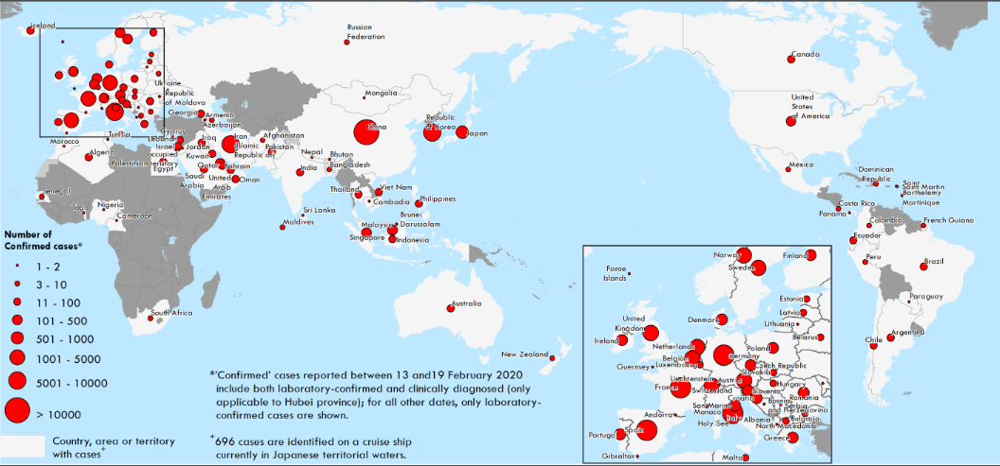 Iceland
Russian
Federation
Canada
Mongolia
Ukraine
Republic
of Moldova
Georgia
Armenia
Azerbaijan
United
States
of America
China
Republic
of Korea
Japan
Morocco
Tunisia
Cyprus
Lebanon
Israel
Iraq
Iran
(Islamic
Republic of)
Afghanistan
Algeria
occupied
Palestinian territory
Jordan
Kuwait
Pakistan
Nepal
Bhutan
Egypt
Qatar
Bahrain
India
Bangladesh
Mexico
Dominican
Republic
Saudi
Arabia
United
Arab
Emirates
Oman
Saint Martin
Saint
Barthelemy
Martinique
Senegal
Thailand
Viet Nam
Cambodia
Philippines
Togo
Nigeria
Cameroon
Sri Lanka
Maldives
Costa Rica
Panama
Colombia
French Guiana
Brunei
Darussalam
Malaysia
Singapore
Indonesia
Ecuador
Peru
Brazil
Paraguay
Chile
Argentina
South Africa
Australia
New Zealand
Number of
Confirmed cases*
1 - 2
3 - 10
11 - 100
101 - 500
501 - 1000
1001 - 5000
5001 - 10000
> 10000
Country, area or territory
with cases+
*'Confirmed' cases reported between 13 and19 February 2020
include both laboratory-confirmed and clinically diagnosed (only
applicable to Hubei province); for all other dates, only laboratory-
confirmed cases are shown.
+696 cases are identified on a cruise ship
currently in Japanese territorial waters.
Norway
Finland
Sweden
Faroe
Islands
Estonia
Latvia
Lithuania
United
Kingdom
Denmark
Ireland
Belarus
Netherlands
Poland
Belgium
Germany
Luxembourg
Czech Republic
Guernsey
Slovakia
Liechtenstein
Austria
Hungary
France
Switzerland
Slovenia
Romania
Croatia
San Marino
Bosnia
and Herzegovina
Serbia
Monaco
Italy
Bulgaria
Andorra
Holy See
Albania
North Macedonia
Portugal
Spain
Greece
Gibraltar
Malta